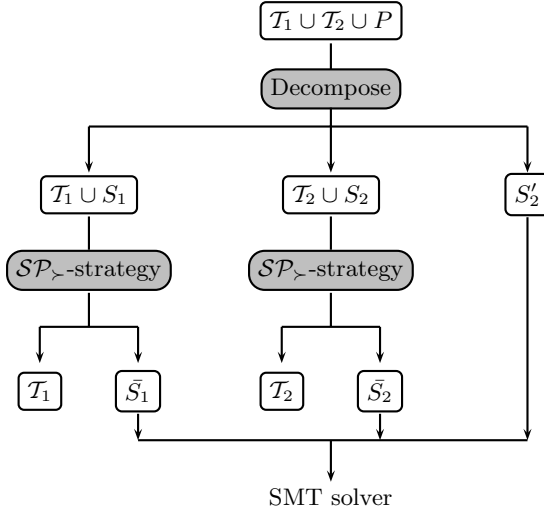 𝒯₁ ∪ 𝒯₂ ∪ P
Decompose
𝒯₁ ∪ S₁
𝒯₂ ∪ S₂
S′₂
𝒮𝒫≻-strategy
𝒮𝒫≻-strategy
𝒯₁
S̄₁
𝒯₂
S̄₂
SMT solver